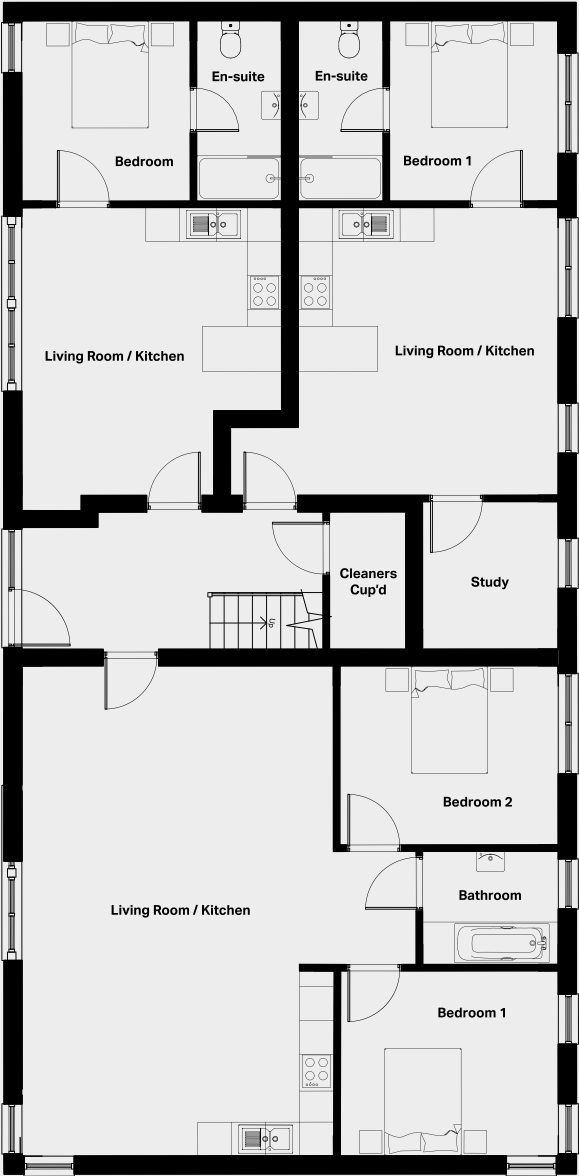 En-suite
En-suite
Bedroom
Bedroom 1
Living Room / Kitchen
Living Room / Kitchen
Cleaners
Cup'd
Study
Up
Bedroom 2
Bathroom
Living Room / Kitchen
Bedroom 1